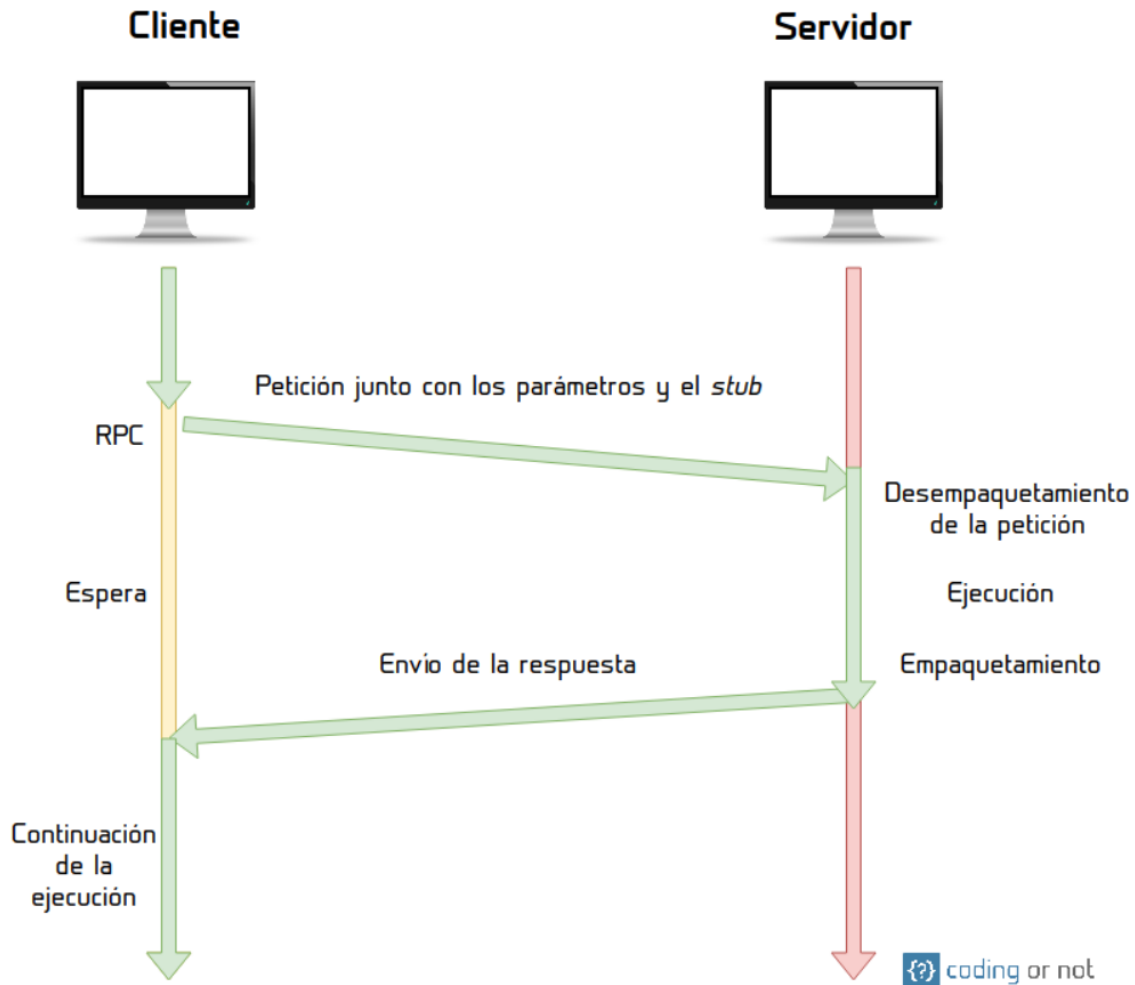 Cliente
Servidor
Petición junto con los parámetros y el stub
RPC
Desempaquetamiento
de la petición
Espera
Ejecución
Envío de la respuesta
Empaquetamiento
Continuación
de la
ejecución
{?} coding or not